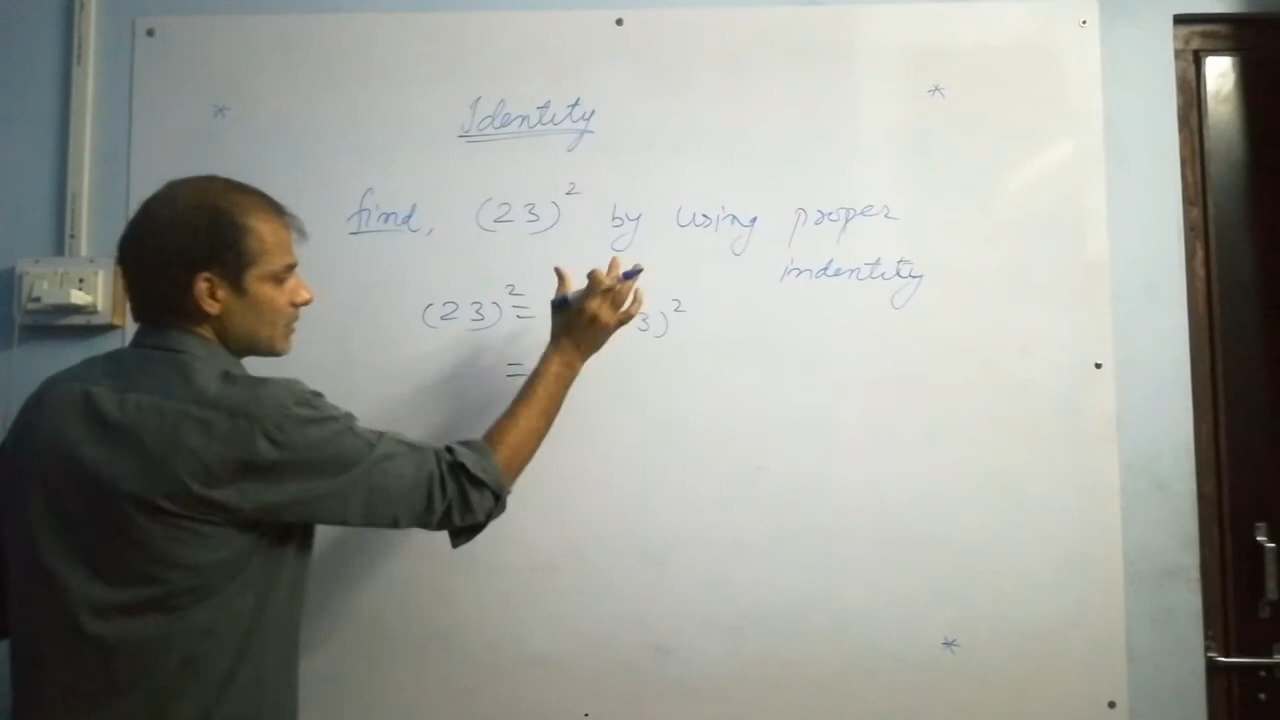 *
*
Identity
find, (23)² by using proper
indentity
(23)² = 3)²
=
*